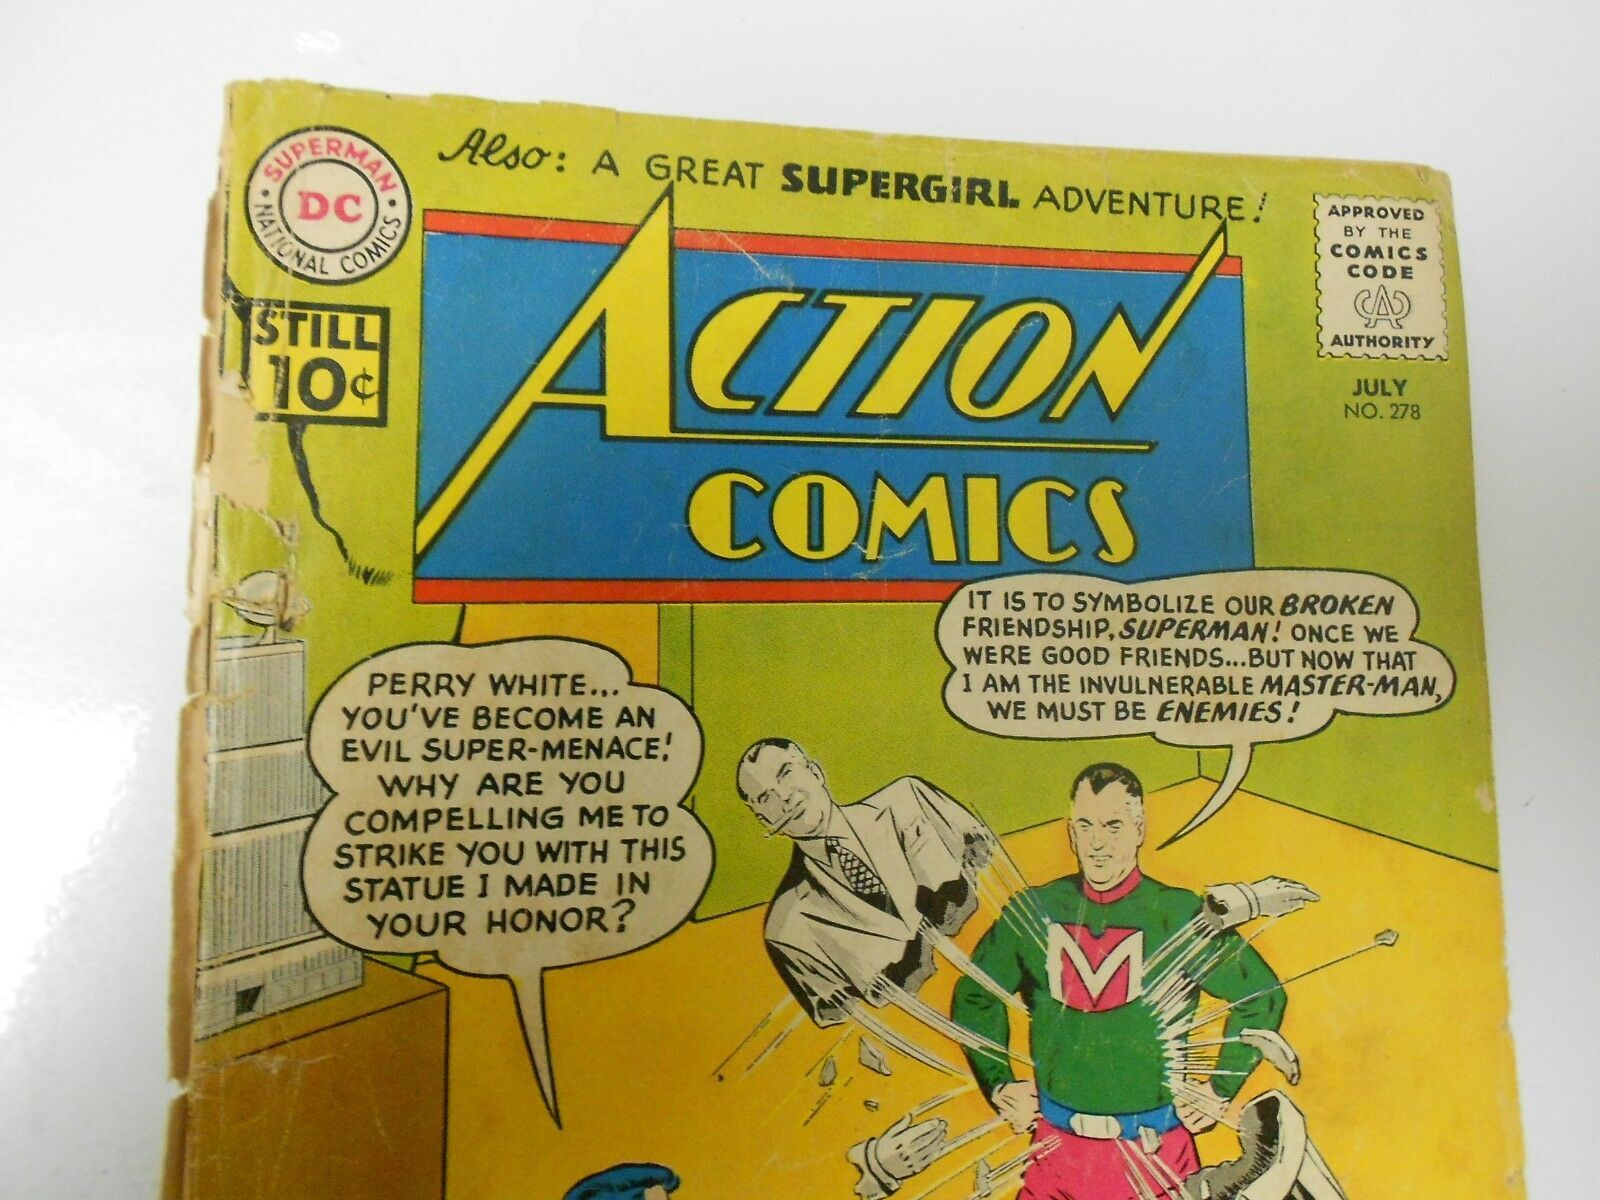 Also: A GREAT SUPERGIRL ADVENTURE!
SUPERMAN
DC
NATIONAL COMICS
STILL
10¢
ACTION
COMICS
APPROVED
BY THE
COMICS
CODE
CA
AUTHORITY
JULY
NO. 278
IT IS TO SYMBOLIZE OUR BROKEN
FRIENDSHIP, SUPERMAN! ONCE WE
WERE GOOD FRIENDS...BUT NOW THAT
I AM THE INVULNERABLE MASTER-MAN,
WE MUST BE ENEMIES!
PERRY WHITE...
YOU'VE BECOME AN
EVIL SUPER-MENACE!
WHY ARE YOU
COMPELLING ME TO
STRIKE YOU WITH THIS
STATUE I MADE IN
YOUR HONOR?
M